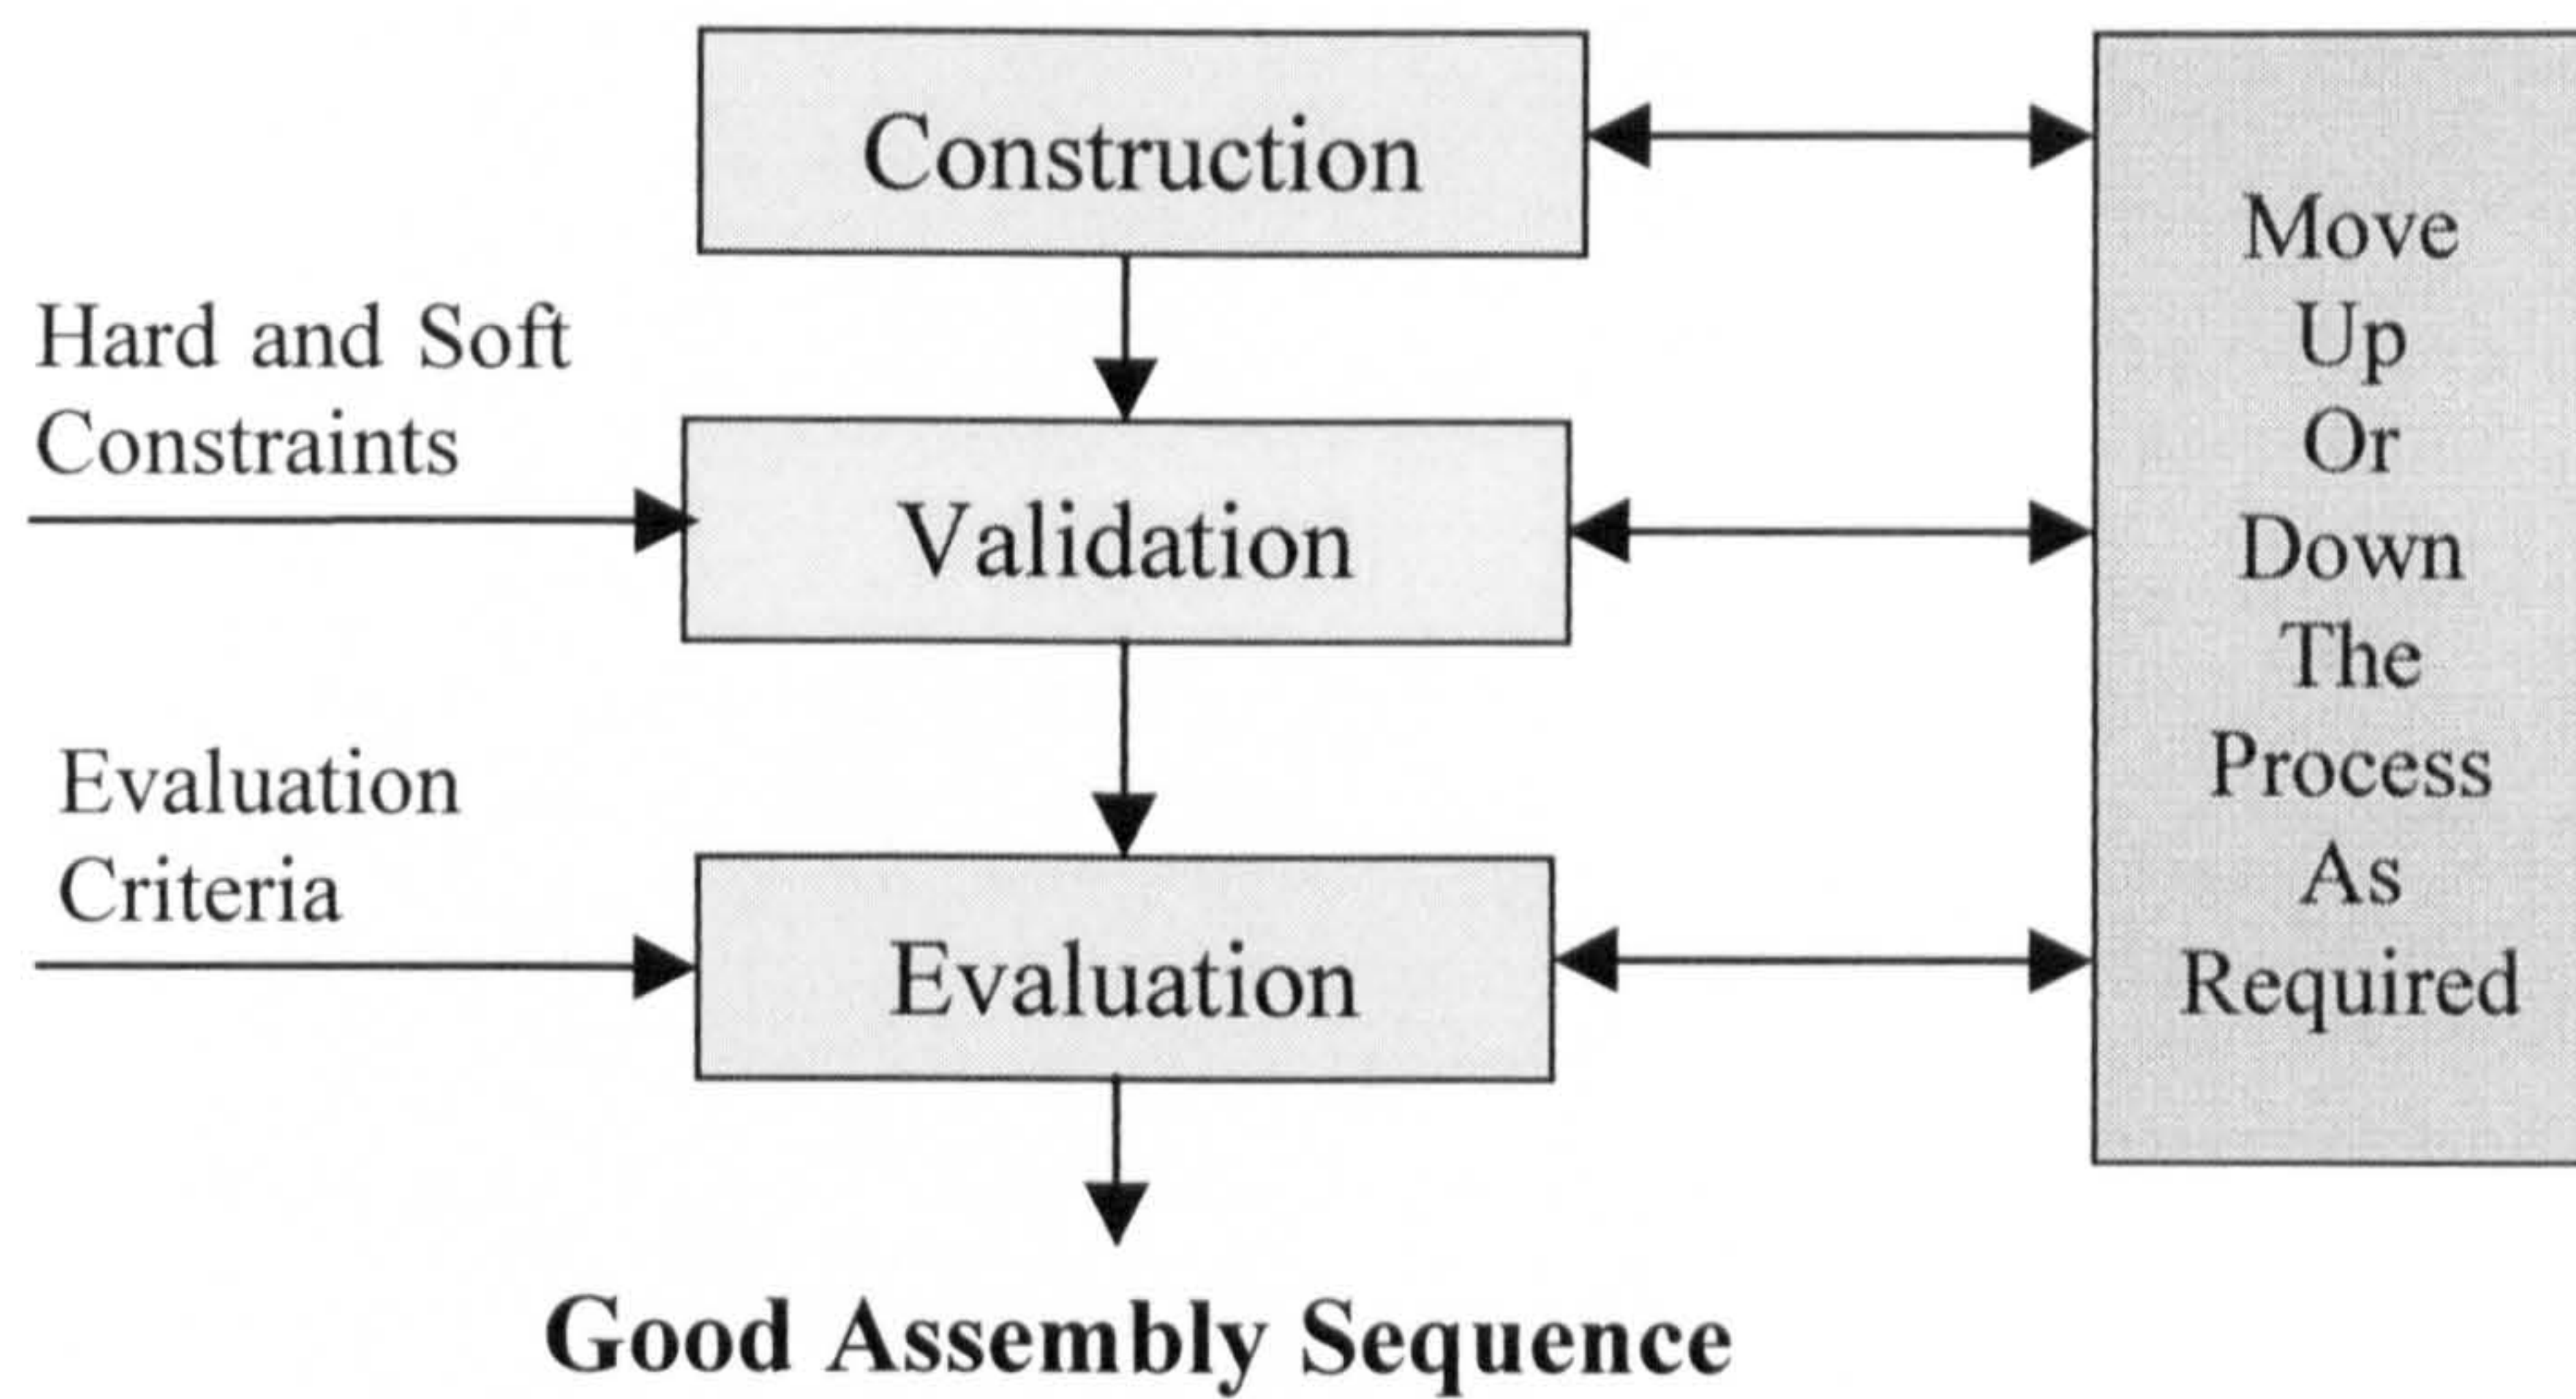 Construction
Hard and Soft
Constraints
Validation
Evaluation
Criteria
Evaluation
Good Assembly Sequence
Move
Up
Or
Down
The
Process
As
Required